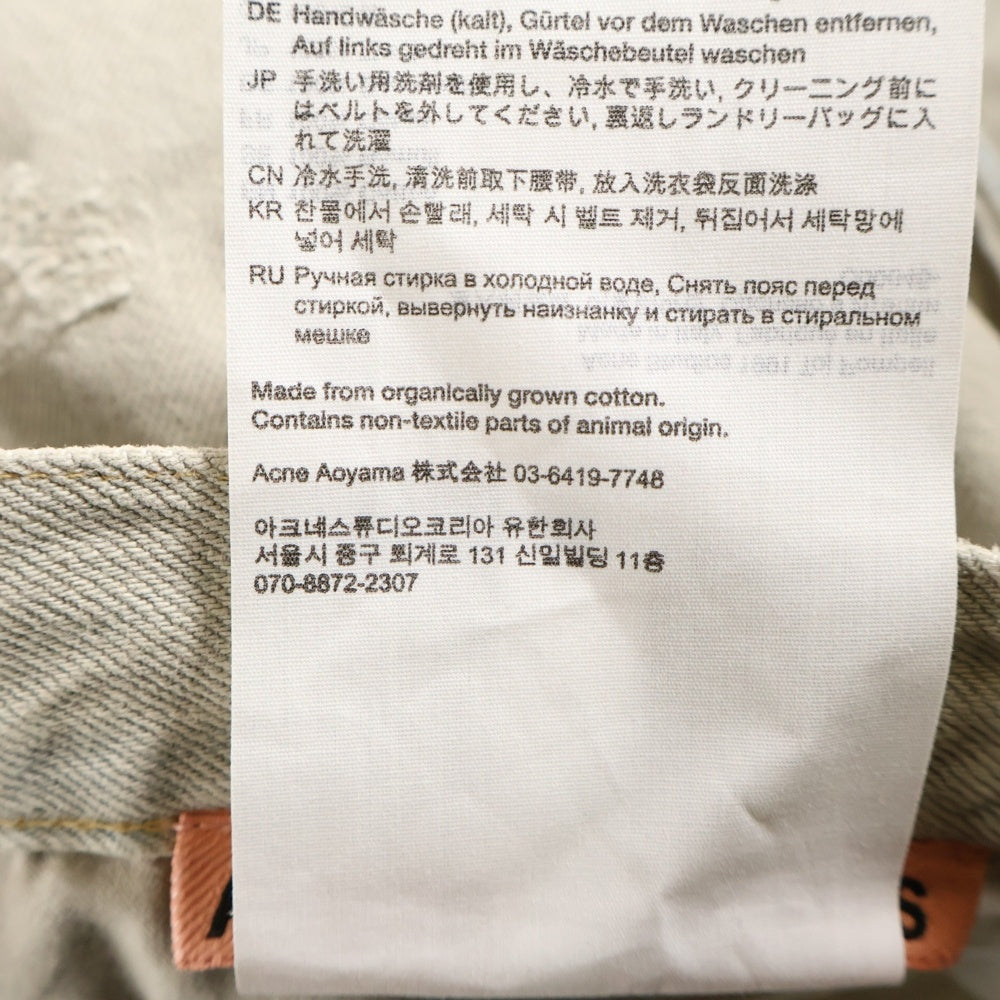 DE Handwäsche (kalt), Gürtel vor dem Waschen entfernen,
Auf links gedreht im Wäschebeutel waschen
JP 手洗い用洗剤を使用し、冷水で手洗い, クリーニング前に
はベルトを外してください, 裏返しランドリーバッグに入
れて洗濯
CN 冷水手洗, 清洗前取下腰带, 放入洗衣袋反面洗涤
KR 찬물에서 손빨래, 세탁 시 벨트 제거, 뒤집어서 세탁망에
넣어 세탁
RU Ручная стирка в холодной воде, Снять пояс перед
стиркой, вывернуть наизнанку и стирать в стиральном
мешке
Made from organically grown cotton.
Contains non-textile parts of animal origin.
Acne Aoyama 株式会社 03-6419-7748
아크네스튜디오코리아 유한회사
서울시 중구 퇴계로 131 신일빌딩 11층
070-8872-2307
A S